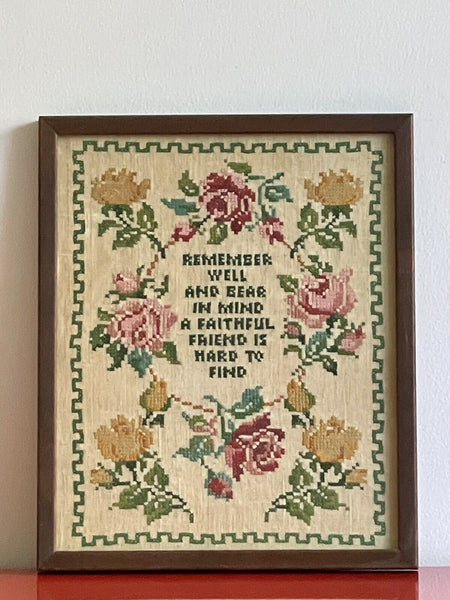 REMEMBER
WELL
AND BEAR
IN MIND
A FAITHFUL
FRIEND IS
HARD TO
FIND